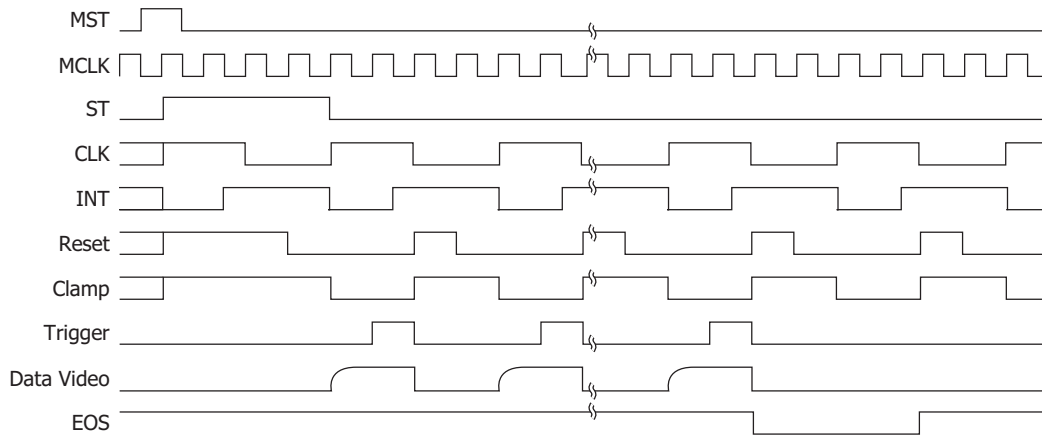 MST
MCLK
ST
CLK
INT
Reset
Clamp
Trigger
Data Video
EOS